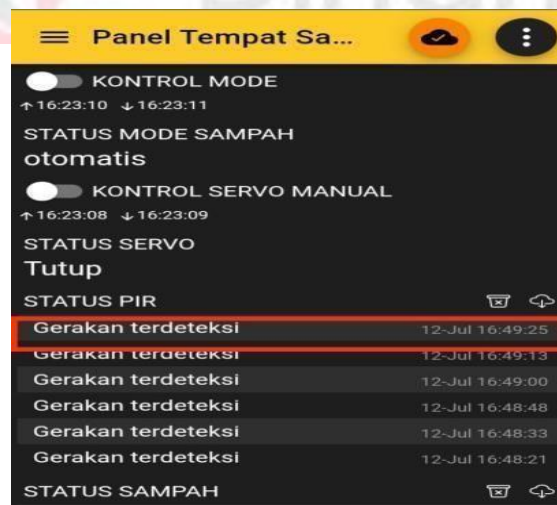 Panel Tempat Sa...
KONTROL MODE
↑16:23:10 ↓16:23:11
STATUS MODE SAMPAH
otomatis
KONTROL SERVO MANUAL
↑16:23:08 ↓16:23:09
STATUS SERVO
Tutup
STATUS PIR
Gerakan terdeteksi 12-Jul 16:49:25
Gerakan terdeteksi 12-Jul 16:49:13
Gerakan terdeteksi 12-Jul 16:49:00
Gerakan terdeteksi 12-Jul 16:48:48
Gerakan terdeteksi 12-Jul 16:48:33
Gerakan terdeteksi 12-Jul 16:48:21
STATUS SAMPAH